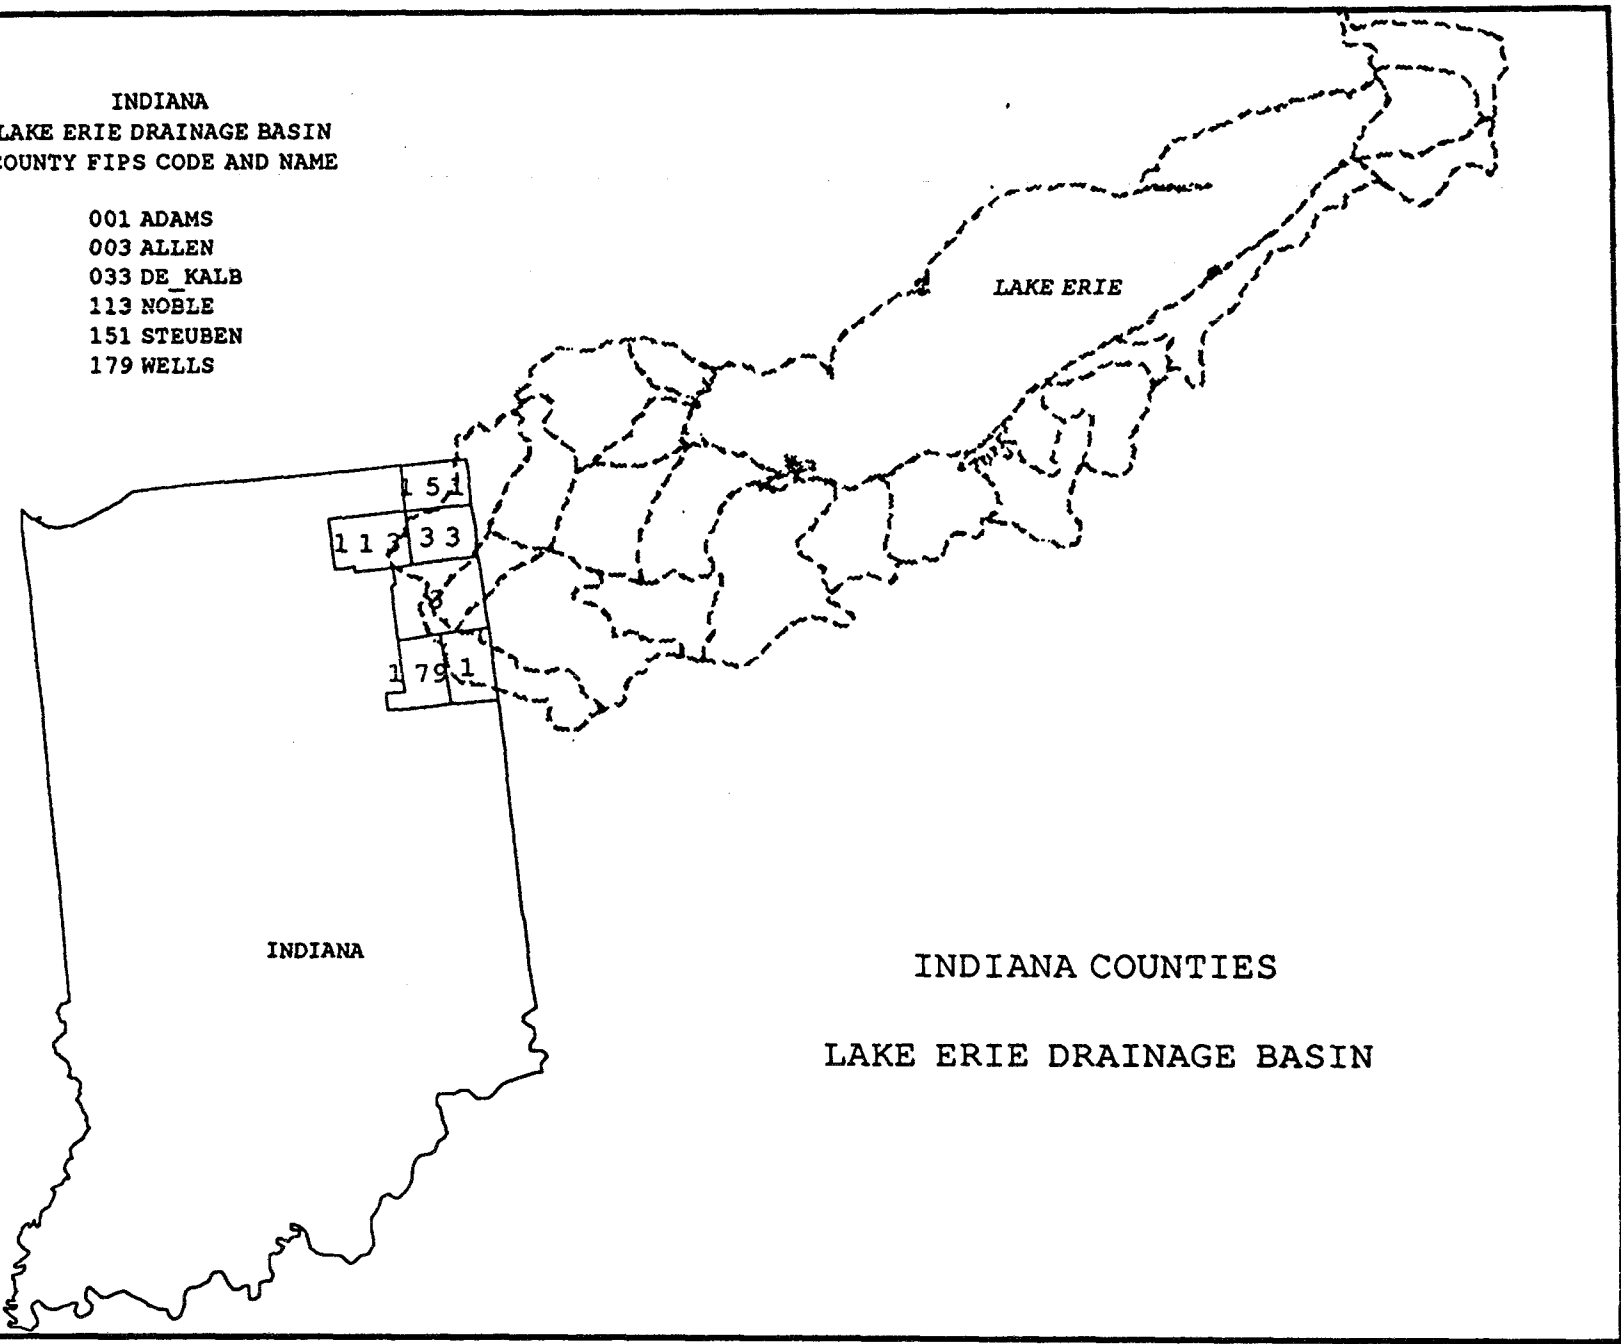 INDIANA
LAKE ERIE DRAINAGE BASIN
COUNTY FIPS CODE AND NAME
001 ADAMS
003 ALLEN
033 DE_KALB
113 NOBLE
151 STEUBEN
179 WELLS
LAKE ERIE
151
113
33
3
179
1
INDIANA
INDIANA COUNTIES
LAKE ERIE DRAINAGE BASIN